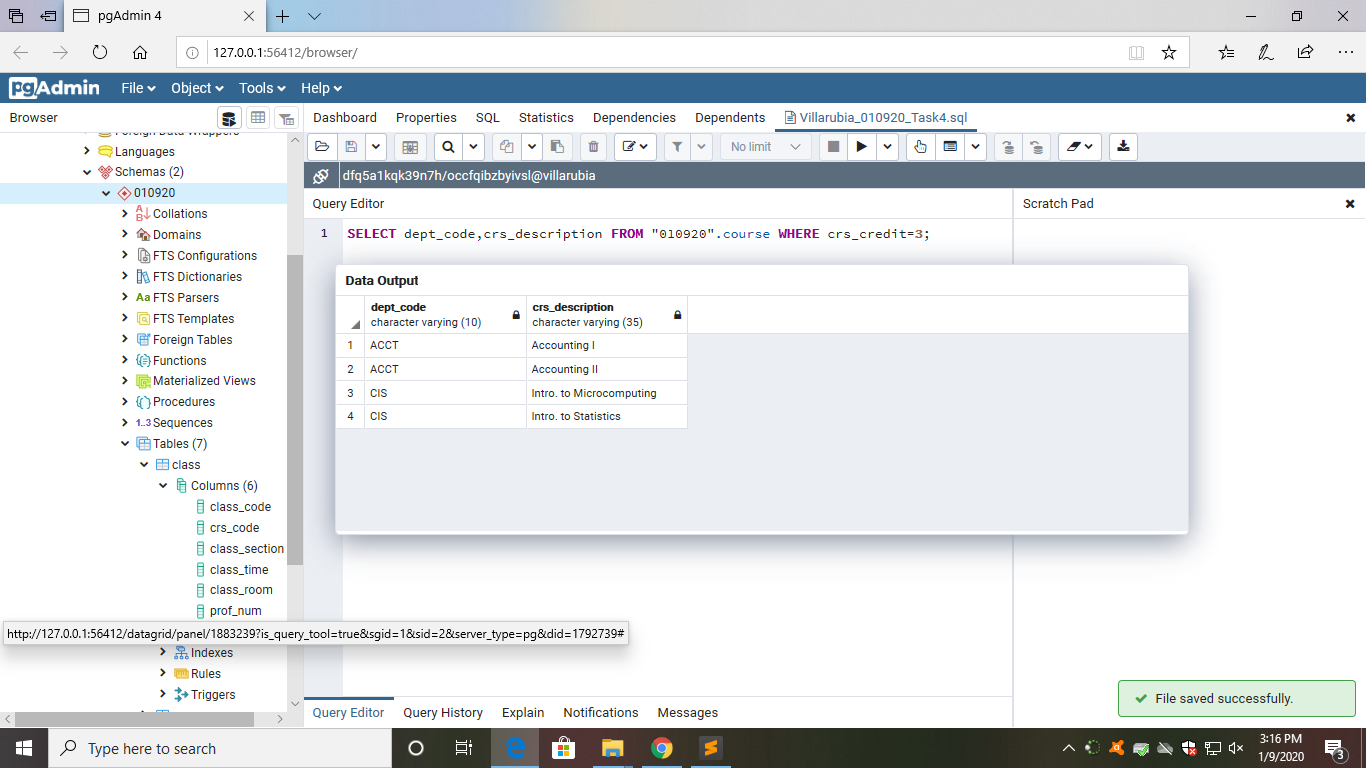 pgAdmin 4
127.0.0.1:56412/browser/
pgAdmin File Object Tools Help
Browser
Dashboard Properties SQL Statistics Dependencies Dependents Villarubia_010920_Task4.sql
Foreign Data Wrappers
Languages
Schemas (2)
010920
Collations
Domains
FTS Configurations
FTS Dictionaries
Aa FTS Parsers
FTS Templates
Foreign Tables
Functions
Materialized Views
Procedures
1..3 Sequences
Tables (7)
class
Columns (6)
class_code
crs_code
class_section
class_time
class_room
prof_num
http://127.0.0.1:56412/datagrid/panel/1883239?is_query_tool=true&sgid=1&sid=2&server_type=pg&did=1792739#
Indexes
Rules
Triggers
No limit
dfq5a1kqk39n7h/occfqibzbyivsl@villarubia
Query Editor
Scratch Pad
1 SELECT dept_code,crs_description FROM "010920".course WHERE crs_credit=3;
Data Output
dept_code crs_description
character varying (10) character varying (35)
1 ACCT Accounting I
2 ACCT Accounting II
3 CIS Intro. to Microcomputing
4 CIS Intro. to Statistics
File saved successfully.
Query Editor Query History Explain Notifications Messages
Type here to search
3:16 PM
1/9/2020
3